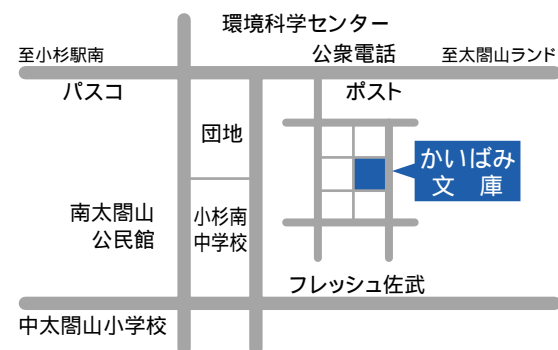 環境科学センター
至小杉駅南
公衆電話
至太閤山ランド
パスコ
ポスト
団地
かいばみ
文 庫
南太閤山
公民館
小杉南
中学校
フレッシュ佐武
中太閤山小学校